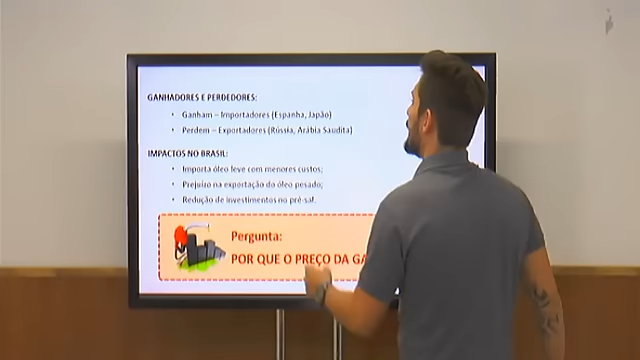 GANHADORES E PERDEDORES:
• Ganham – Importadores (Espanha, Japão)
• Perdem – Exportadores (Rússia, Arábia Saudita)
IMPACTOS NO BRASIL:
• Importa óleo leve com menores custos;
• Prejuízo na exportação do óleo pesado;
• Redução de investimentos no pré-sal.
Pergunta:
POR QUE O PREÇO DA GA